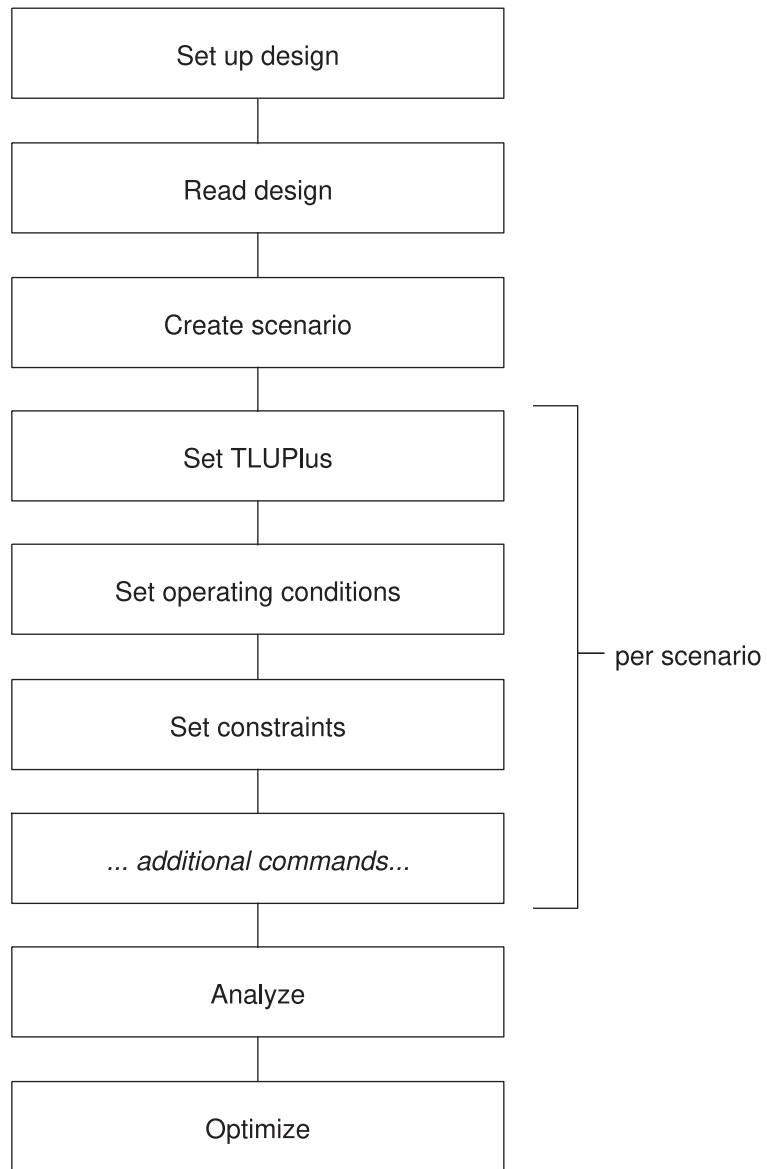 Set up design
Read design
Create scenario
Set TLUPlus
Set operating conditions
per scenario
Set constraints
... additional commands...
Analyze
Optimize